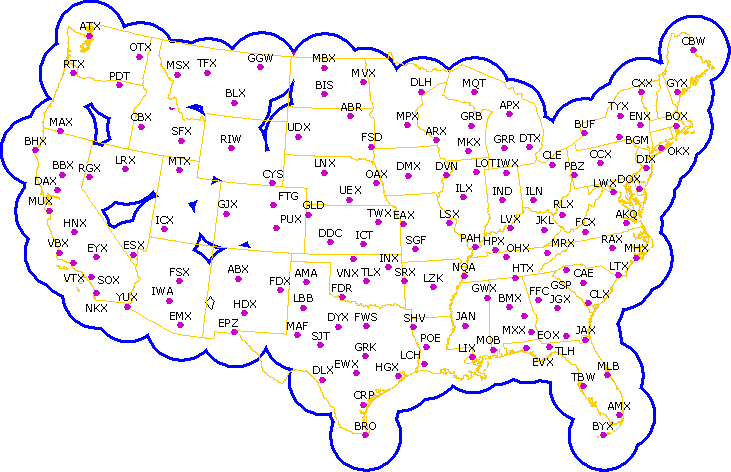 ATX
CBW
OTX
RTX
PDT
MSX
TFX
GGW
MBX
MVX
BIS
DLH
MQT
CXX
GYX
BLX
ABR
APX
TYX
MAX
CBX
SFX
RIW
UDX
FSD
MPX
ARX
GRB
MKX
GRR
DTX
BUF
ENX
BOX
BGM
BHX
BBX
RGX
LRX
MTX
CYS
LNX
OAX
DMX
DVN
LOT
IWX
CLE
PBZ
CCX
DIX
OKX
DAX
MUX
HNX
ICX
GJX
FTG
PUX
GLD
UEX
TWX
EAX
ILX
LSX
IND
ILN
RLX
LWX
DOX
VBX
EYX
ESX
DDC
ICT
SGF
PAH
HPX
LVX
OHX
JKL
MRX
FCX
AKQ
RAX
MHX
VTX
SOX
NKX
YUX
FSX
IWA
EMX
ABX
HDX
EPZ
FDX
AMA
LBB
MAF
VNX
TLX
INX
SRX
FDR
LZK
NQA
HTX
GWX
BMX
FFC
GSP
JGX
CAE
CLX
LTX
DYX
FWS
SJT
SHV
POE
JAN
MXX
EOX
JAX
DLX
EWX
GRK
HGX
LCH
LIX
MOB
EVX
TLH
TBW
MLB
CRP
BRO
AMX
BYX